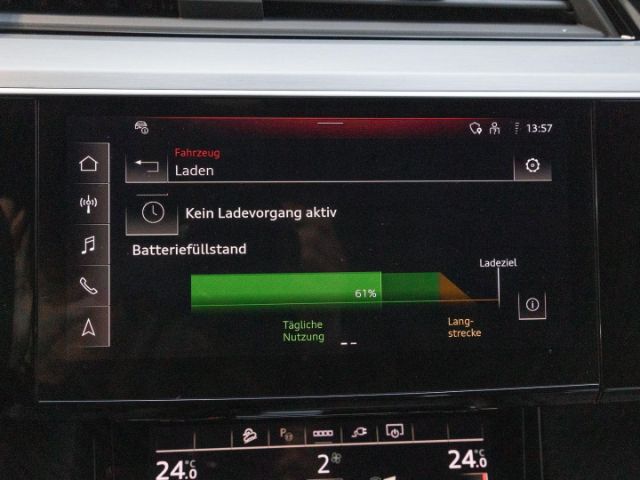 13:57
Fahrzeug
Laden
Kein Ladevorgang aktiv
Batteriefüllstand
Ladeziel
61%
Tägliche
Nutzung
Lang-
strecke
--
24.0
2
24.0